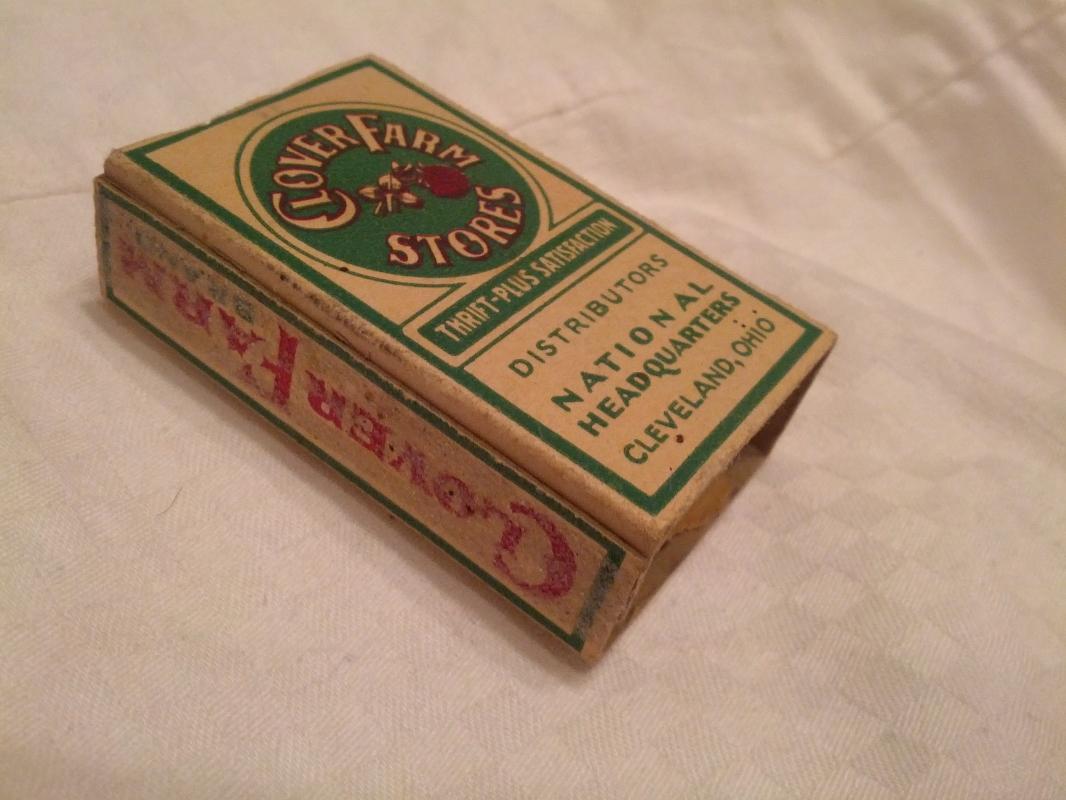 CLOVER FARM
STORES
THRIFT-PLUS SATISFACTION
DISTRIBUTORS
NATIONAL
HEADQUARTERS
CLEVELAND, OHIO
CLOVER FARM